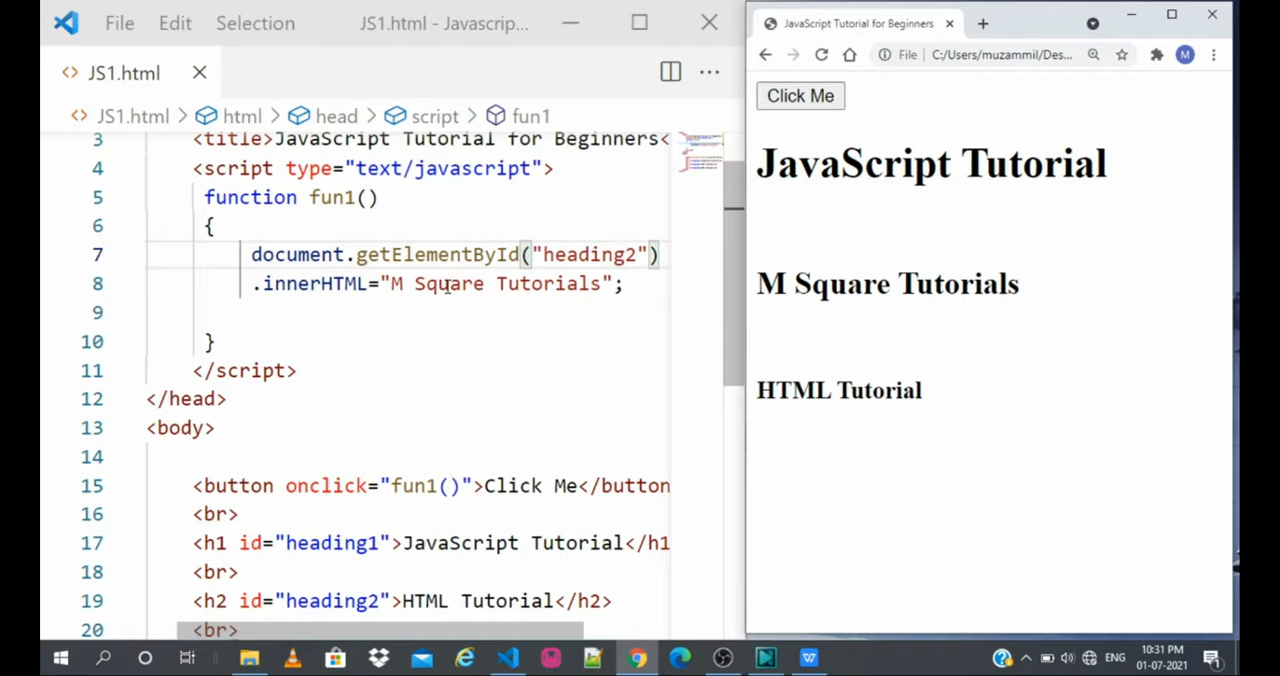 File Edit Selection JS1.html - Javascrip...
JS1.html
JS1.html > html > head > script > fun1
3 <title>JavaScript Tutorial for Beginners<
4 <script type="text/javascript">
5 function fun1()
6 {
7 document.getElementById("heading2")
8 .innerHTML="M Square Tutorials";
9
10 }
11 </script>
12 </head>
13 <body>
14
15 <button onclick="fun1()">Click Me</button
16 <br>
17 <h1 id="heading1">JavaScript Tutorial</h1
18 <br>
19 <h2 id="heading2">HTML Tutorial</h2>
20 <br>
JavaScript Tutorial for Beginners
File C:/Users/muzammil/Des... M
Click Me
JavaScript Tutorial
M Square Tutorials
HTML Tutorial
ENG 10:31 PM
01-07-2021 1